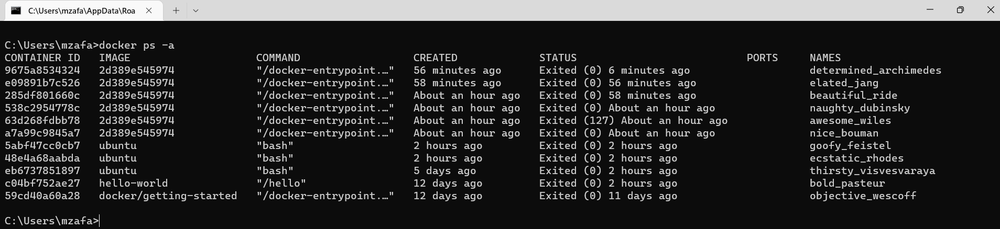 C:\Users\mzafa\AppData\Roa
C:\Users\mzafa>docker ps -a
CONTAINER ID   IMAGE                    COMMAND                  CREATED             STATUS                           PORTS     NAMES
9675a8534324   2d389e545974             "/docker-entrypoint.…"   56 minutes ago      Exited (0) 6 minutes ago                   determined_archimedes
e09891b7c526   2d389e545974             "/docker-entrypoint.…"   58 minutes ago      Exited (0) 56 minutes ago                  elated_jang
285df801660c   2d389e545974             "/docker-entrypoint.…"   About an hour ago   Exited (0) 58 minutes ago                  beautiful_ride
538c2954778c   2d389e545974             "/docker-entrypoint.…"   About an hour ago   Exited (0) About an hour ago               naughty_dubinsky
63d268fdbb78   2d389e545974             "/docker-entrypoint.…"   About an hour ago   Exited (127) About an hour ago             awesome_wiles
a7a99c9845a7   2d389e545974             "/docker-entrypoint.…"   About an hour ago   Exited (0) About an hour ago               nice_bouman
5abf47cc0cb7   ubuntu                   "bash"                   2 hours ago         Exited (0) 2 hours ago                     goofy_feistel
48e4a68aabda   ubuntu                   "bash"                   2 hours ago         Exited (0) 2 hours ago                     ecstatic_rhodes
eb6737851897   ubuntu                   "bash"                   5 days ago          Exited (0) 2 hours ago                     thirsty_visvesvaraya
c04bf752ae27   hello-world              "/hello"                 12 days ago         Exited (0) 2 hours ago                     bold_pasteur
59cd40a60a28   docker/getting-started   "/docker-entrypoint.…"   12 days ago         Exited (0) 11 days ago                     objective_wescoff
C:\Users\mzafa>